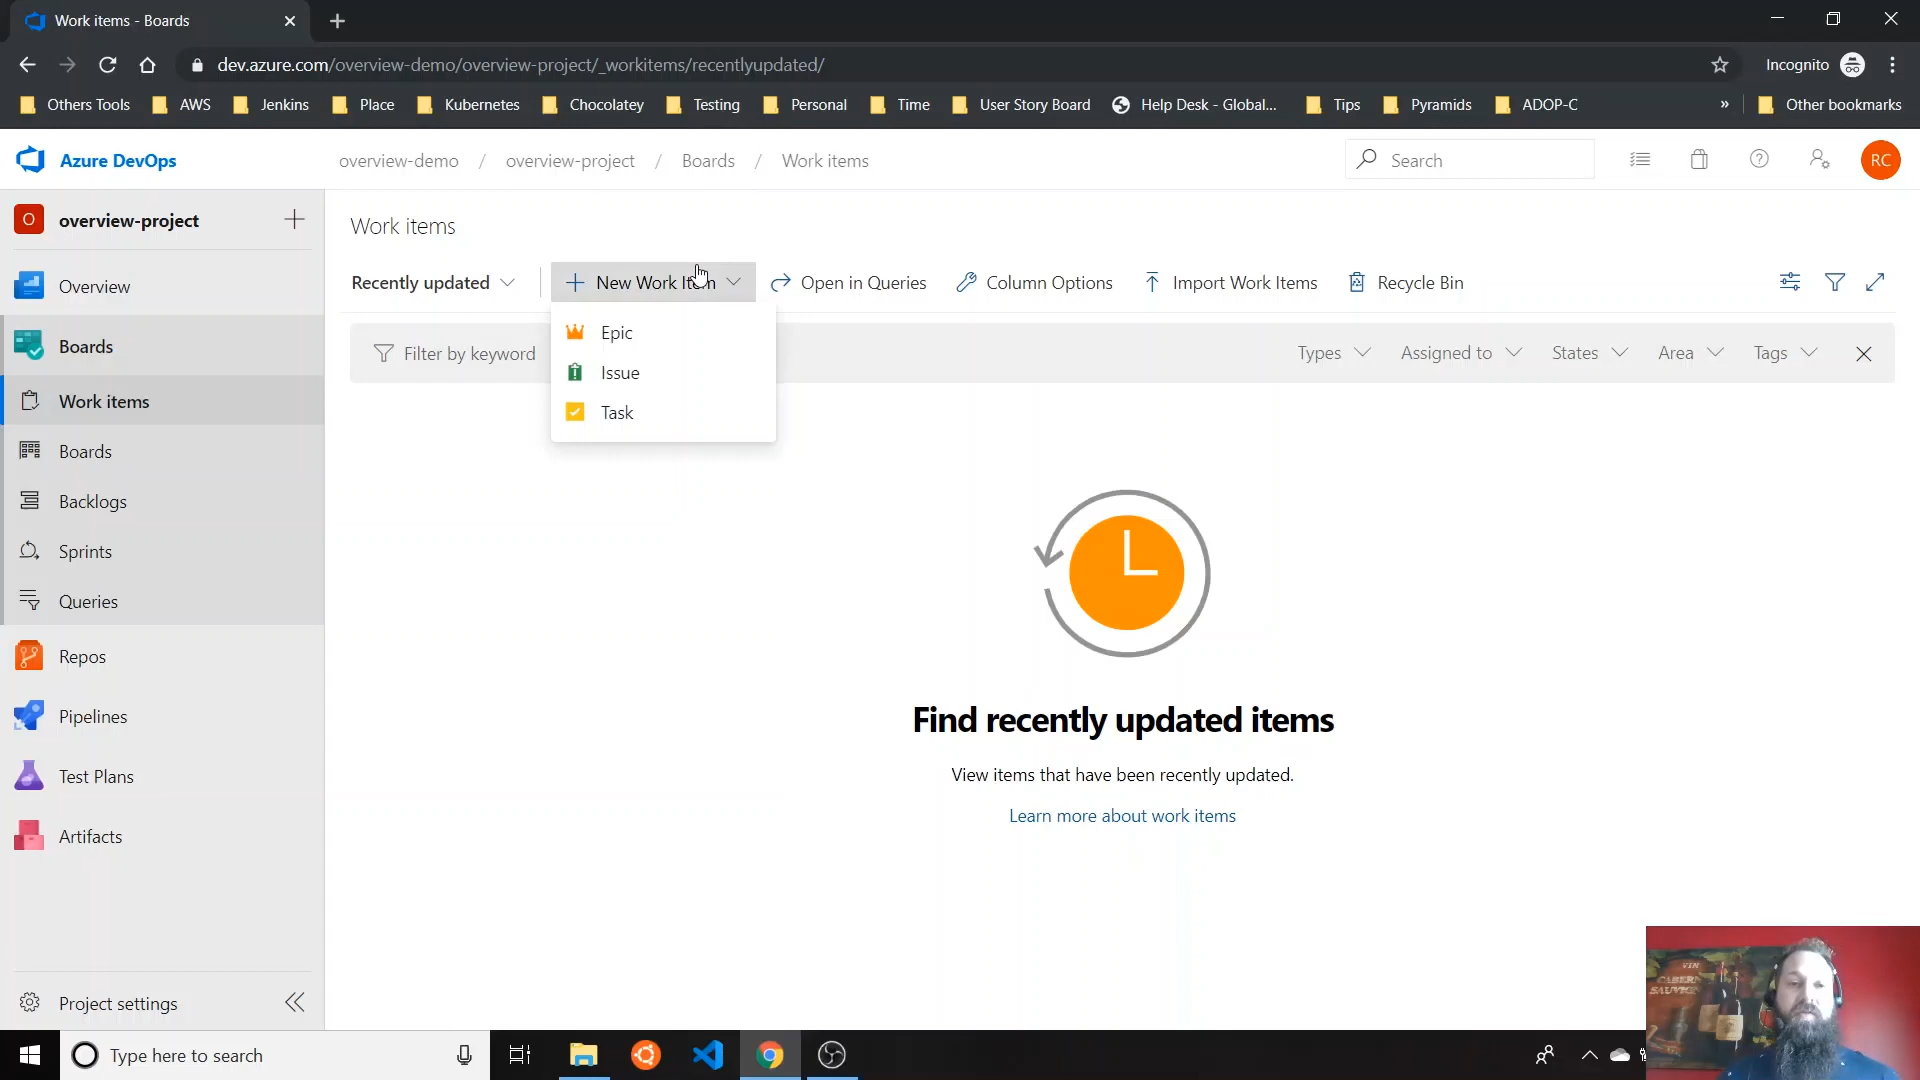 Work items - Boards
dev.azure.com/overview-demo/overview-project/_workitems/recentlyupdated/
Incognito
Others Tools
AWS
Jenkins
Place
Kubernetes
Chocolatey
Testing
Personal
Time
User Story Board
Help Desk - Global...
Tips
Pyramids
ADOP-C
»
Other bookmarks
Azure DevOps
overview-demo / overview-project / Boards / Work items
Search
RC
O
overview-project
Work items
Overview
Boards
Work items
Boards
Backlogs
Sprints
Queries
Repos
Pipelines
Test Plans
Artifacts
Project settings
Recently updated
New Work Item
Open in Queries
Column Options
Import Work Items
Recycle Bin
Epic
Issue
Task
Filter by keyword
Types
Assigned to
States
Area
Tags
Find recently updated items
View items that have been recently updated.
Learn more about work items
VIN
CABERNET
SAUVIGNON
Type here to search